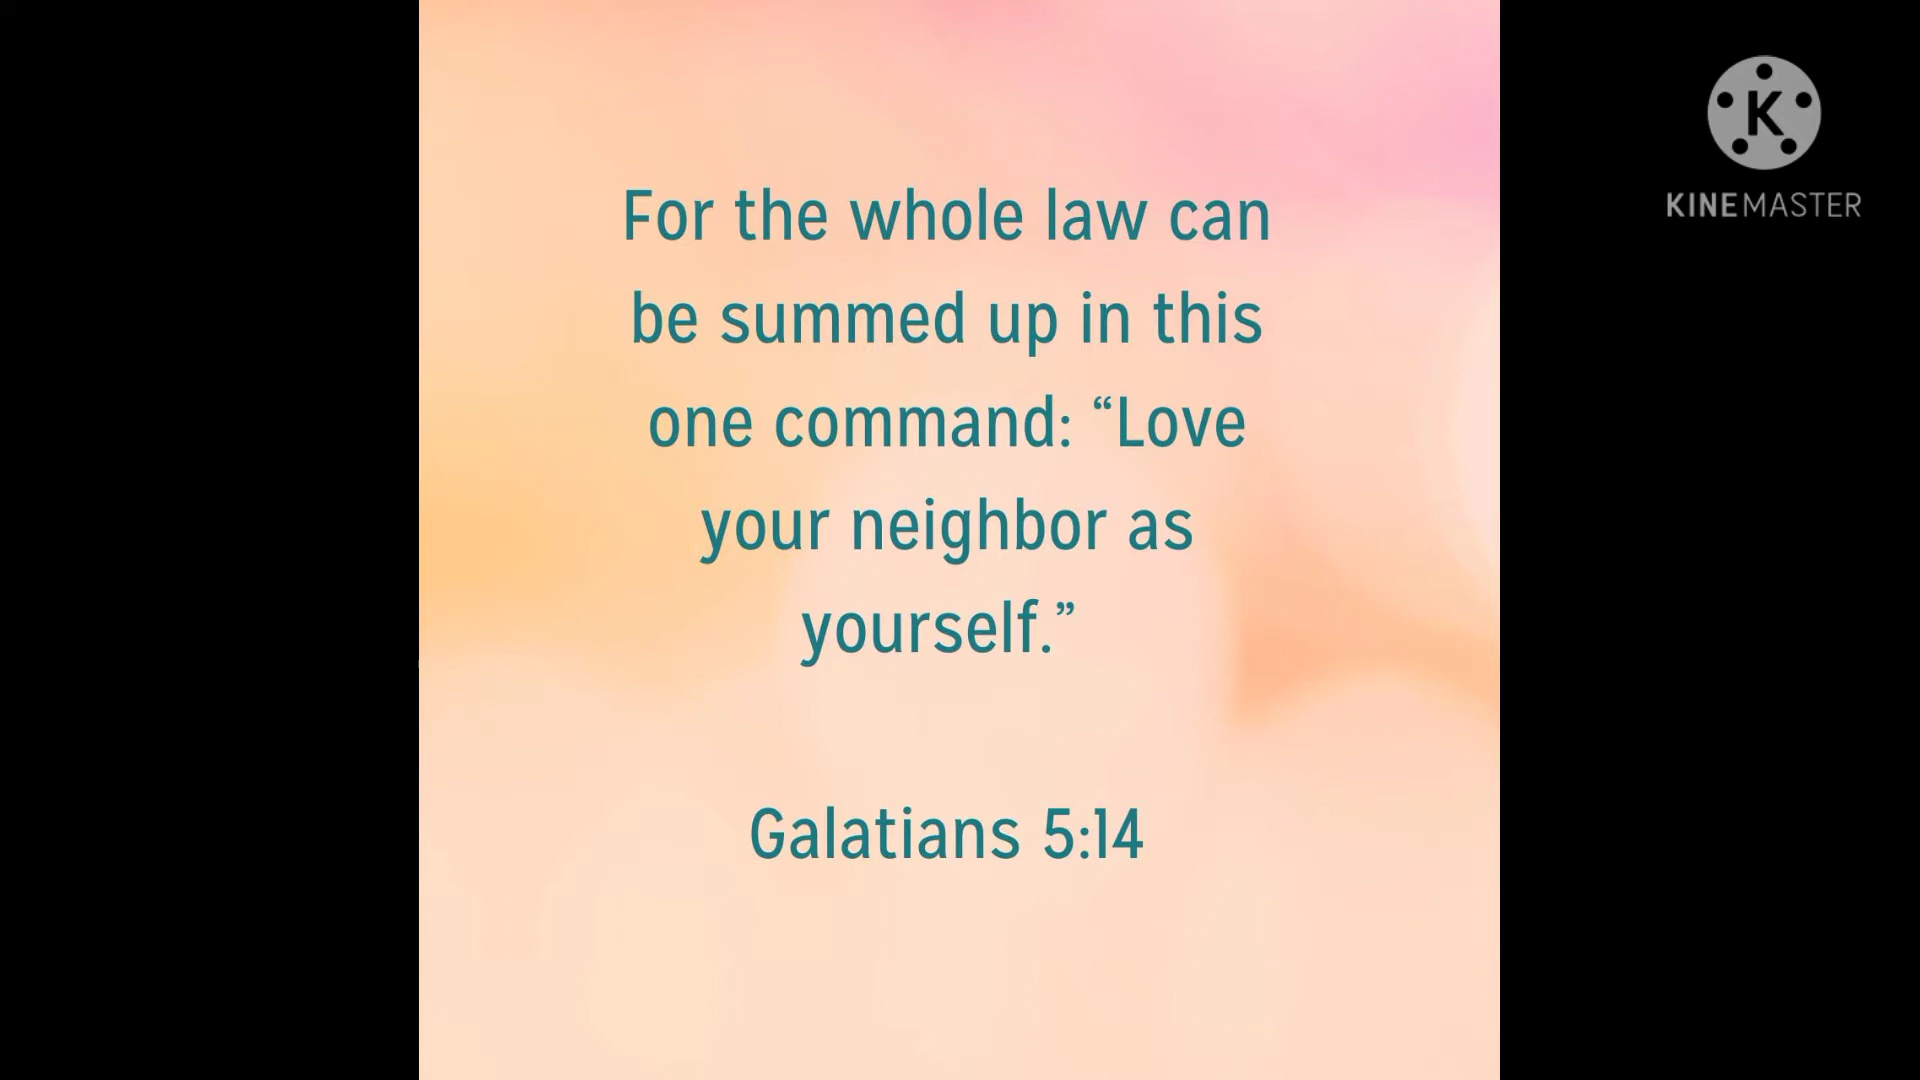 For the whole law can
be summed up in this
one command: “Love
your neighbor as
yourself.”
Galatians 5:14
K
KINEMASTER